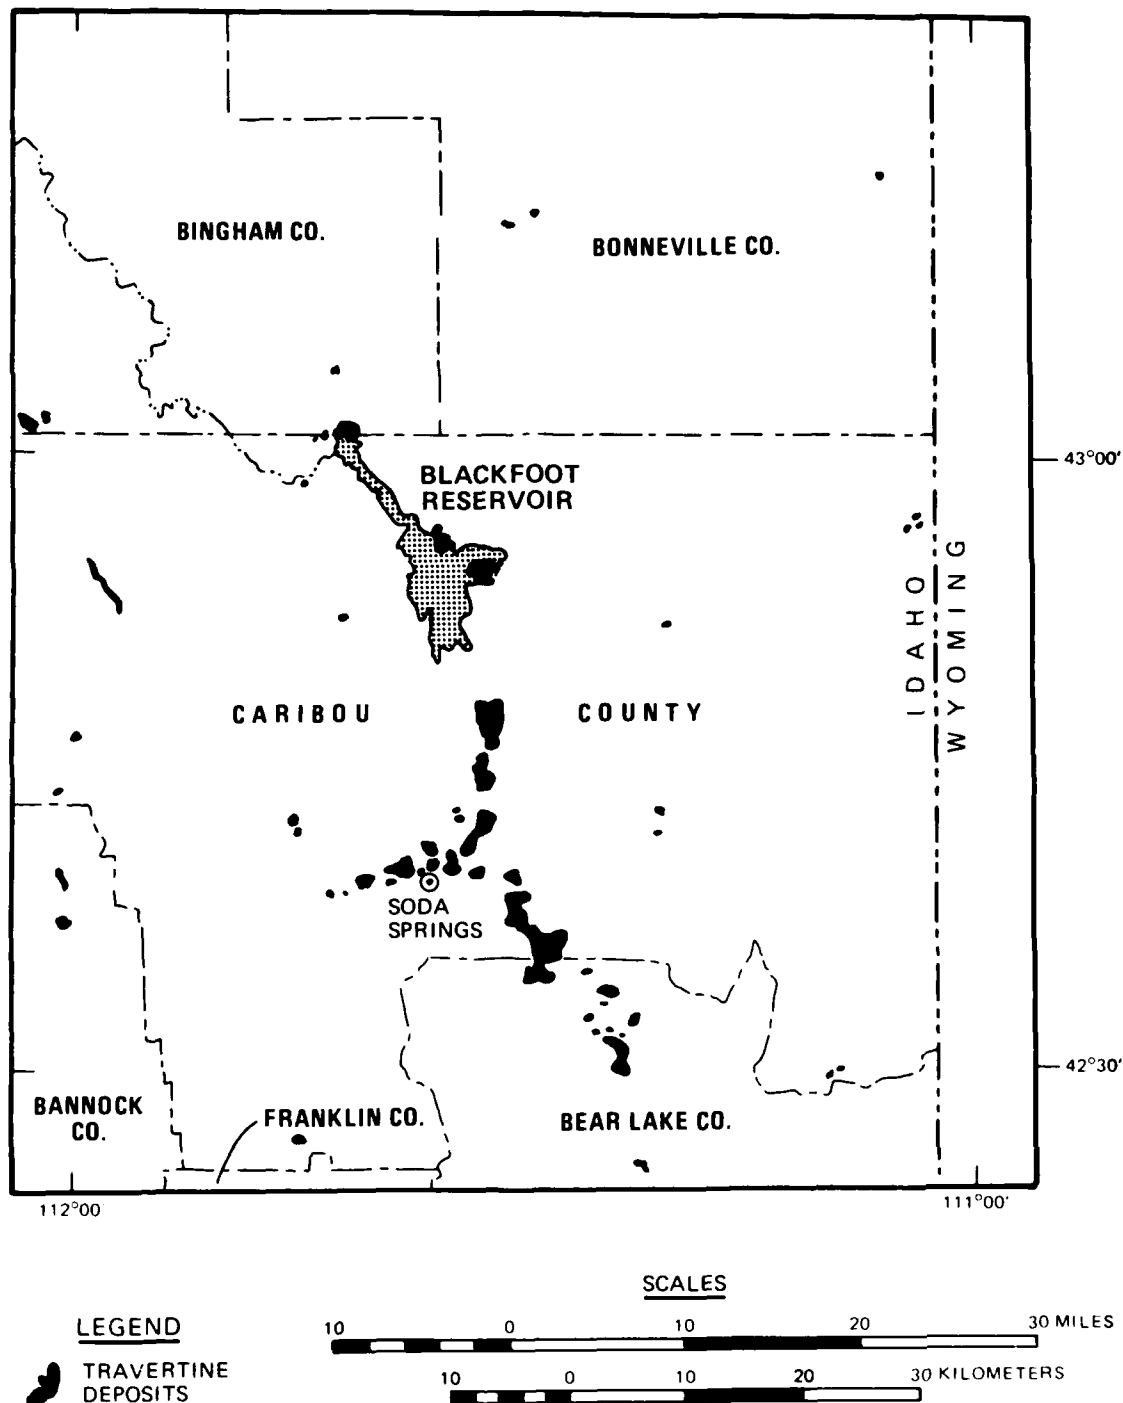 BINGHAM CO.
BONNEVILLE CO.
BLACKFOOT
RESERVOIR
43°00'
IDAHO
WYOMING
CARIBOU COUNTY
SODA
SPRINGS
42°30'
BANNOCK
CO.
FRANKLIN CO.
BEAR LAKE CO.
112°00
111°00'
SCALES
LEGEND
10 0 10 20 30 MILES
TRAVERTINE
DEPOSITS
10 0 10 20 30 KILOMETERS